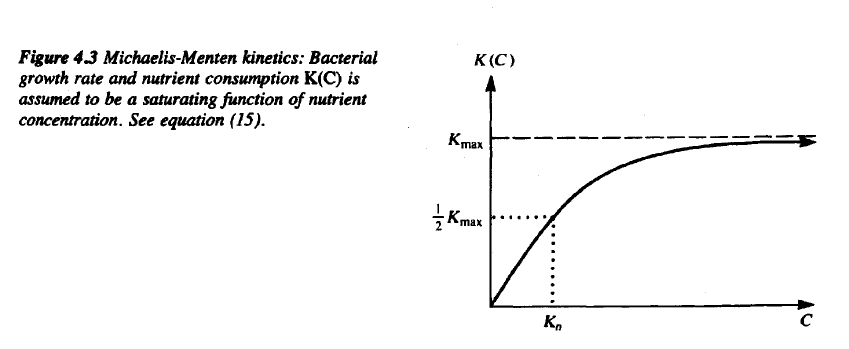 Figure 4.3 Michaelis-Menten kinetics: Bacterial
growth rate and nutrient consumption K(C) is
assumed to be a saturating function of nutrient
concentration. See equation (15).
K(C)
Kmax
1/2 Kmax
Kn
C